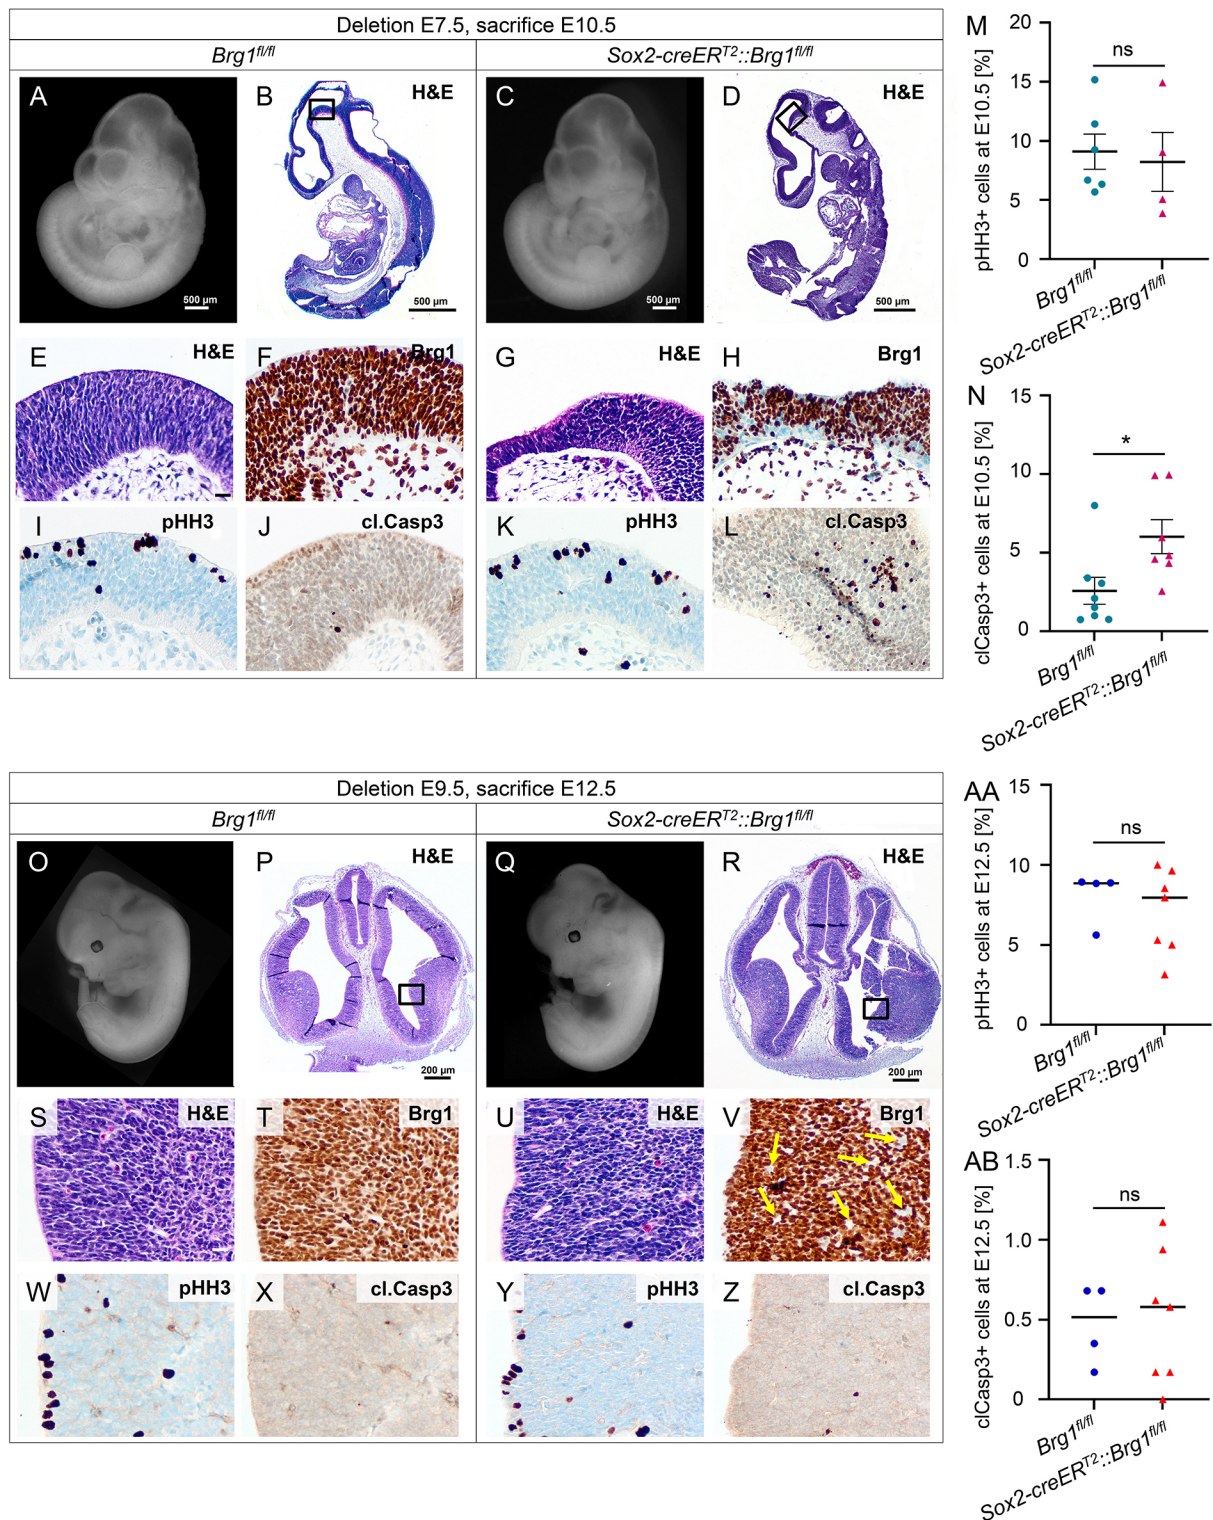 Deletion E7.5, sacrifice E10.5
Brg1fl/fl
Sox2-creERT2::Brg1fl/fl
A
500 µm
B
H&E
500 µm
C
500 µm
D
H&E
500 µm
E
H&E
F
Brg1
G
H&E
H
Brg1
I
pHH3
J
cl.Casp3
K
pHH3
L
cl.Casp3
M
pHH3+ cells at E10.5 [%]
20
15
10
5
0
ns
Brg1fl/fl
Sox2-creERT2::Brg1fl/fl
N
clCasp3+ cells at E10.5 [%]
15
10
5
0
*
Brg1fl/fl
Sox2-creERT2::Brg1fl/fl
Deletion E9.5, sacrifice E12.5
Brg1fl/fl
Sox2-creERT2::Brg1fl/fl
O
P
H&E
200 µm
Q
R
H&E
200 µm
S
H&E
T
Brg1
U
H&E
V
Brg1
W
pHH3
X
cl.Casp3
Y
pHH3
Z
cl.Casp3
AA
pHH3+ cells at E12.5 [%]
15
10
5
0
ns
Brg1fl/fl
Sox2-creERT2::Brg1fl/fl
AB
clCasp3+ cells at E12.5 [%]
1.5
1.0
0.5
0
ns
Brg1fl/fl
Sox2-creERT2::Brg1fl/fl